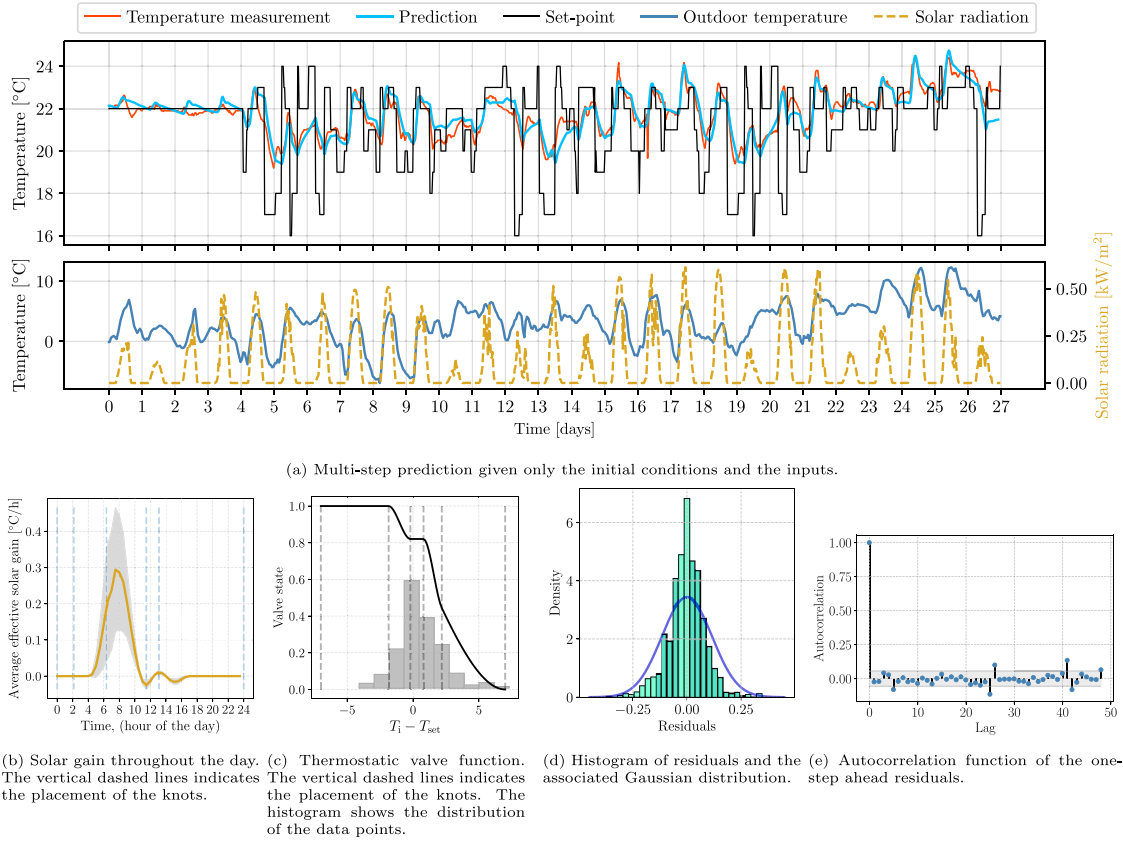 Temperature measurement Prediction Set-point Outdoor temperature Solar radiation
Temperature [°C]
24
22
20
18
16
Temperature [°C]
10
0
Solar radiation [kW/m²]
0.50
0.25
0.00
0 1 2 3 4 5 6 7 8 9 10 11 12 13 14 15 16 17 18 19 20 21 22 23 24 25 26 27
Time [days]
(a) Multi-step prediction given only the initial conditions and the inputs.
Average effective solar gain [°C/h]
0.4
0.3
0.2
0.1
0.0
0 2 4 6 8 10 12 14 16 18 20 22 24
Time, (hour of the day)
Valve state
1.0
0.8
0.6
0.4
0.2
0.0
−5 0 5
Ti − Tset
Density
6
4
2
0
−0.25 0.00 0.25
Residuals
Autocorrelation
1.00
0.75
0.50
0.25
0.00
0 10 20 30 40 50
Lag
(b) Solar gain throughout the day.
The vertical dashed lines indicates
the placement of the knots.
(c) Thermostatic valve function.
The vertical dashed lines indicates
the placement of the knots. The
histogram shows the distribution
of the data points.
(d) Histogram of residuals and the
associated Gaussian distribution.
(e) Autocorrelation function of the one-
step ahead residuals.